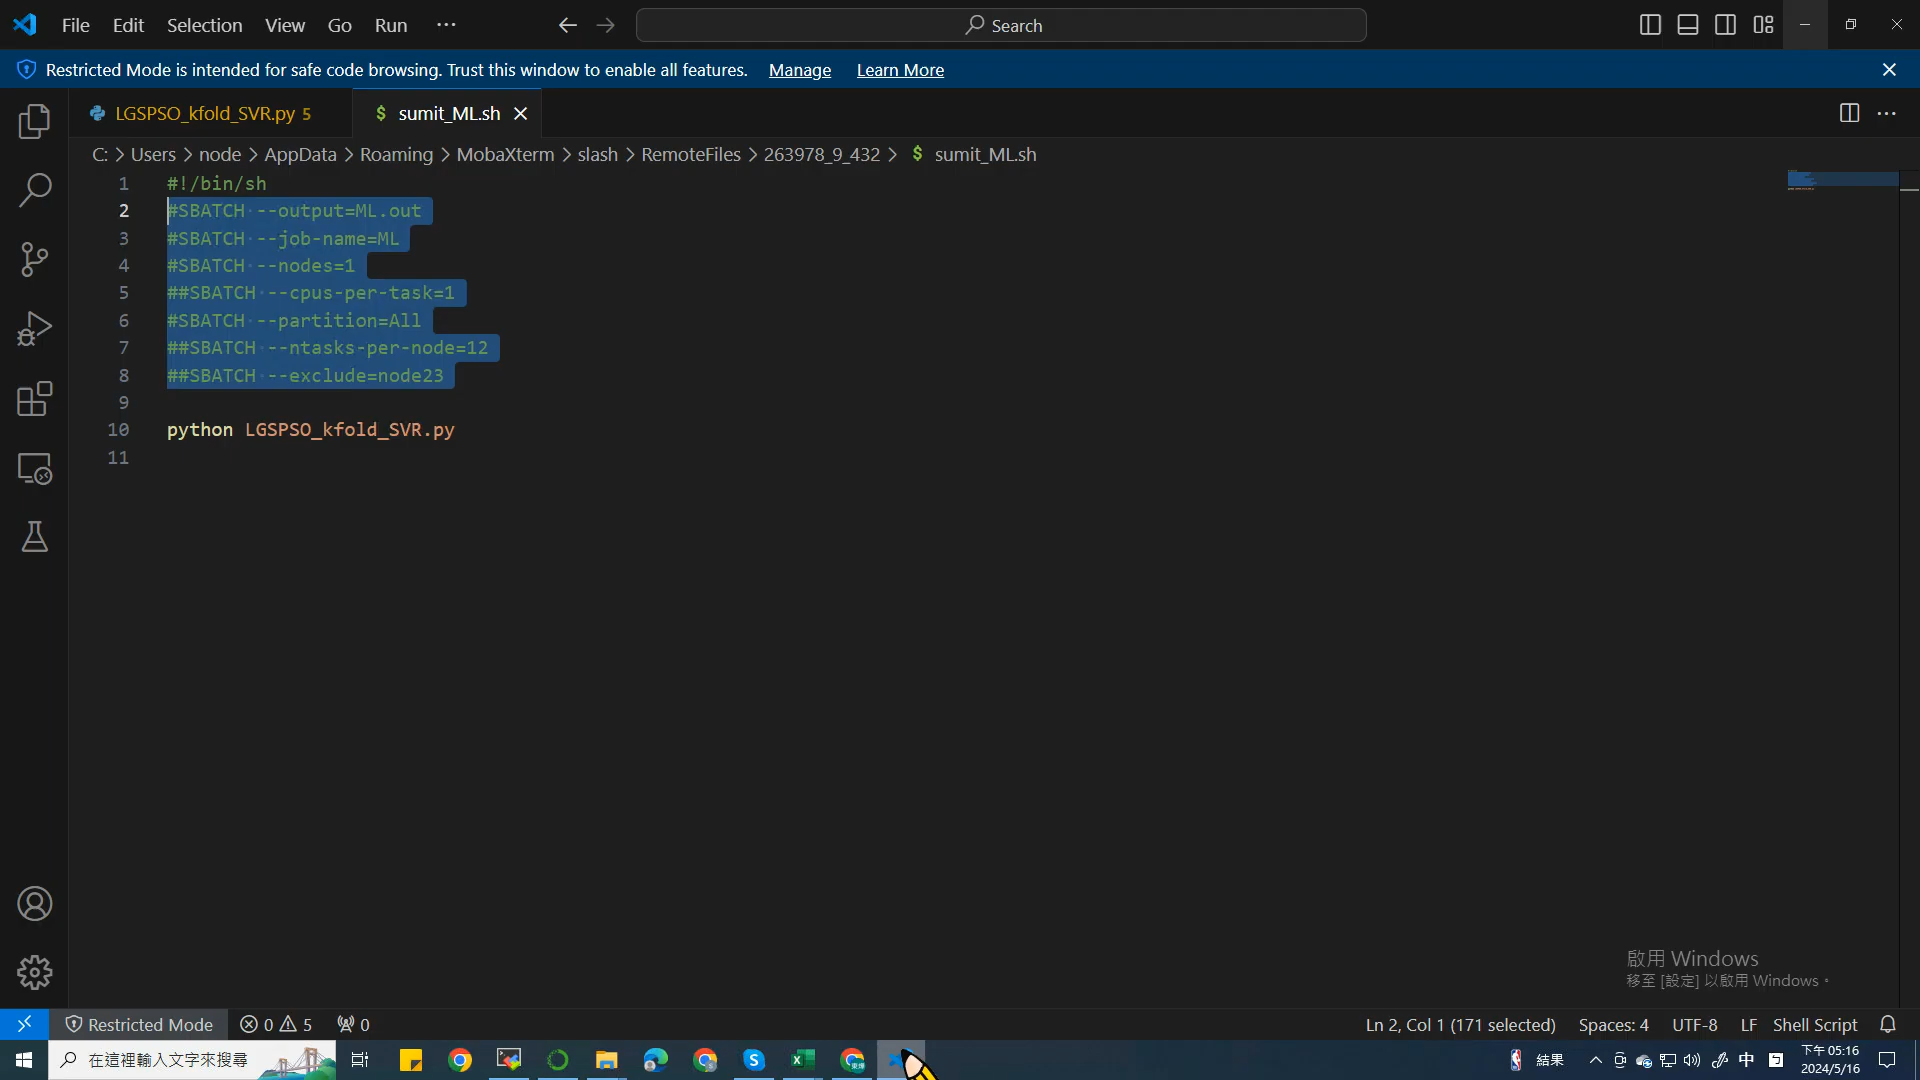 File Edit Selection View Go Run ··· Search
Restricted Mode is intended for safe code browsing. Trust this window to enable all features. Manage Learn More
LGSPSO_kfold_SVR.py 5 $ sumit_ML.sh
C: > Users > node > AppData > Roaming > MobaXterm > slash > RemoteFiles > 263978_9_432 > $ sumit_ML.sh
1 #!/bin/sh
2 #SBATCH --output=ML.out
3 #SBATCH --job-name=ML
4 #SBATCH --nodes=1
5 ##SBATCH --cpus-per-task=1
6 #SBATCH --partition=All
7 ##SBATCH --ntasks-per-node=12
8 ##SBATCH --exclude=node23
9
10 python LGSPSO_kfold_SVR.py
11
啟用 Windows
移至 [設定] 以啟用 Windows。
Restricted Mode 0 5 0 Ln 2, Col 1 (171 selected) Spaces: 4 UTF-8 LF Shell Script
在這裡輸入文字來搜尋 結果 中 下午 05:16
2024/5/16